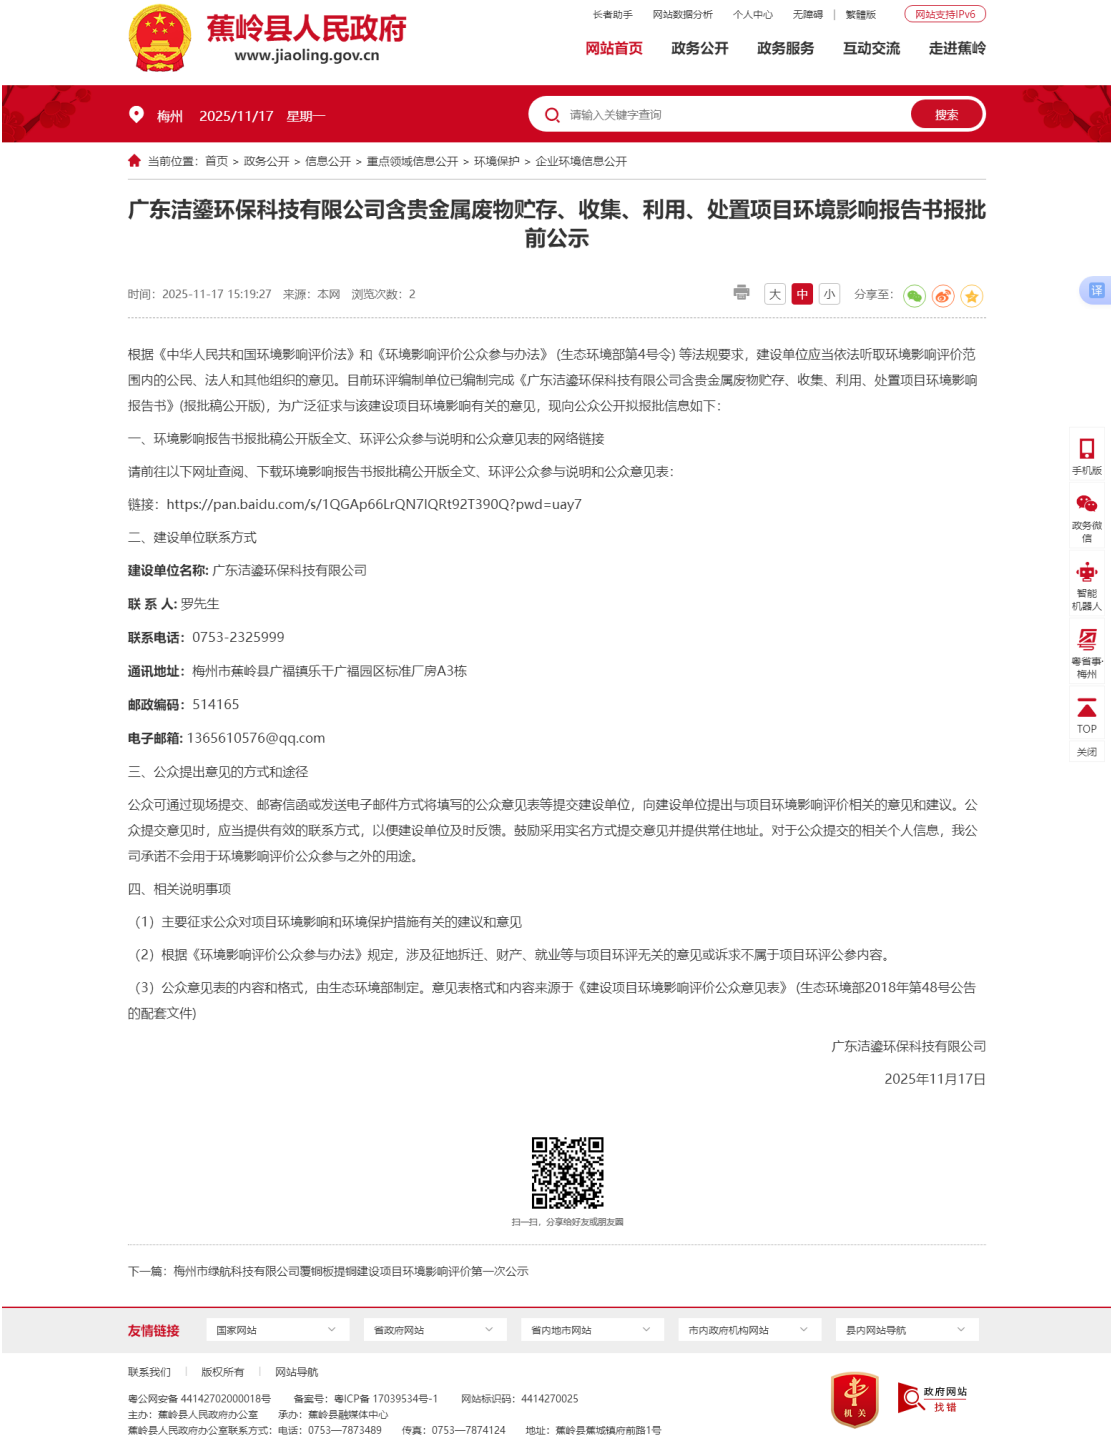 蕉岭县人民政府
www.jiaoling.gov.cn
长者助手 网站数据分析 个人中心 无障碍 | 繁體版 网站支持IPv6
网站首页 政务公开 政务服务 互动交流 走进蕉岭
梅州 2025/11/17 星期一
请输入关键字查询 搜索
当前位置：首页 > 政务公开 > 信息公开 > 重点领域信息公开 > 环境保护 > 企业环境信息公开
广东洁鎏环保科技有限公司含贵金属废物贮存、收集、利用、处置项目环境影响报告书报批
前公示
时间：2025-11-17 15:19:27 来源：本网 浏览次数：2
大 中 小 分享至：
译
根据《中华人民共和国环境影响评价法》和《环境影响评价公众参与办法》 (生态环境部第4号令) 等法规要求，建设单位应当依法听取环境影响评价范
围内的公民、法人和其他组织的意见。目前环评编制单位已编制完成《广东洁鎏环保科技有限公司含贵金属废物贮存、收集、利用、处置项目环境影响
报告书》(报批稿公开版)，为广泛征求与该建设项目环境影响有关的意见，现向公众公开拟报批信息如下：
一、环境影响报告书报批稿公开版全文、环评公众参与说明和公众意见表的网络链接
请前往以下网址查阅、下载环境影响报告书报批稿公开版全文、环评公众参与说明和公众意见表：
链接：https://pan.baidu.com/s/1QGAp66LrQN7lQRt92T390Q?pwd=uay7
二、建设单位联系方式
建设单位名称: 广东洁鎏环保科技有限公司
联 系 人: 罗先生
联系电话：0753-2325999
通讯地址：梅州市蕉岭县广福镇乐干广福园区标准厂房A3栋
邮政编码：514165
电子邮箱: 1365610576@qq.com
三、公众提出意见的方式和途径
公众可通过现场提交、邮寄信函或发送电子邮件方式将填写的公众意见表等提交建设单位，向建设单位提出与项目环境影响评价相关的意见和建议。公
众提交意见时，应当提供有效的联系方式，以便建设单位及时反馈。鼓励采用实名方式提交意见并提供常住地址。对于公众提交的相关个人信息，我公
司承诺不会用于环境影响评价公众参与之外的用途。
四、相关说明事项
（1）主要征求公众对项目环境影响和环境保护措施有关的建议和意见
（2）根据《环境影响评价公众参与办法》规定，涉及征地拆迁、财产、就业等与项目环评无关的意见或诉求不属于项目环评公参内容。
（3）公众意见表的内容和格式，由生态环境部制定。意见表格式和内容来源于《建设项目环境影响评价公众意见表》 (生态环境部2018年第48号公告
的配套文件)
广东洁鎏环保科技有限公司
2025年11月17日
手机版
政务微
信
智能
机器人
粤省事·
梅州
TOP
关闭
扫一扫，分享给好友或朋友圈
下一篇：梅州市绿航科技有限公司覆铜板提铜建设项目环境影响评价第一次公示
友情链接 国家网站 省政府网站 省内地市网站 市内政府机构网站 县内网站导航
联系我们 | 版权所有 | 网站导航
粤公网安备 44142702000018号 备案号：粤ICP备 17039534号-1 网站标识码：4414270025
主办：蕉岭县人民政府办公室 承办：蕉岭县融媒体中心
蕉岭县人民政府办公室联系方式：电话：0753—7873489 传真：0753—7874124 地址：蕉岭县蕉城镇府前路1号
机 关
政府网站
找错